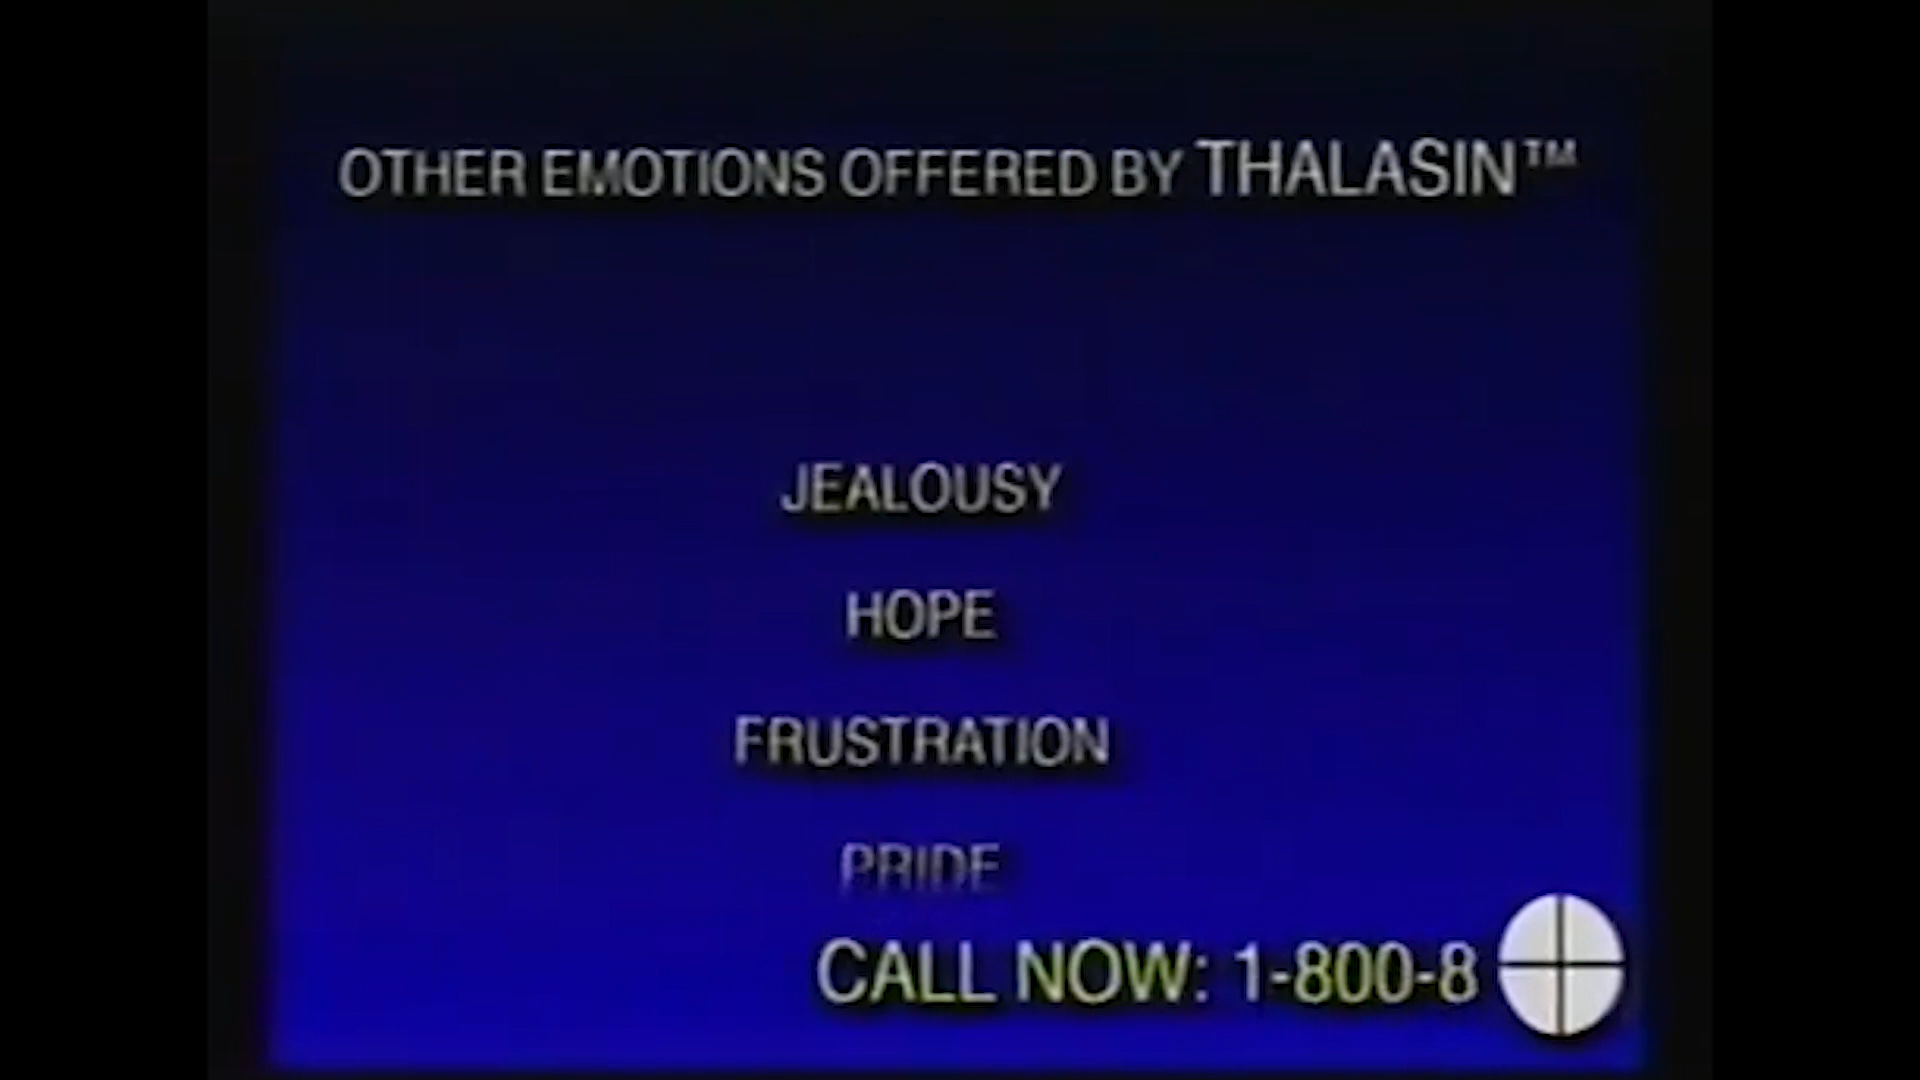 OTHER EMOTIONS OFFERED BY THALASIN™
JEALOUSY
HOPE
FRUSTRATION
PRIDE
CALL NOW: 1-800-8